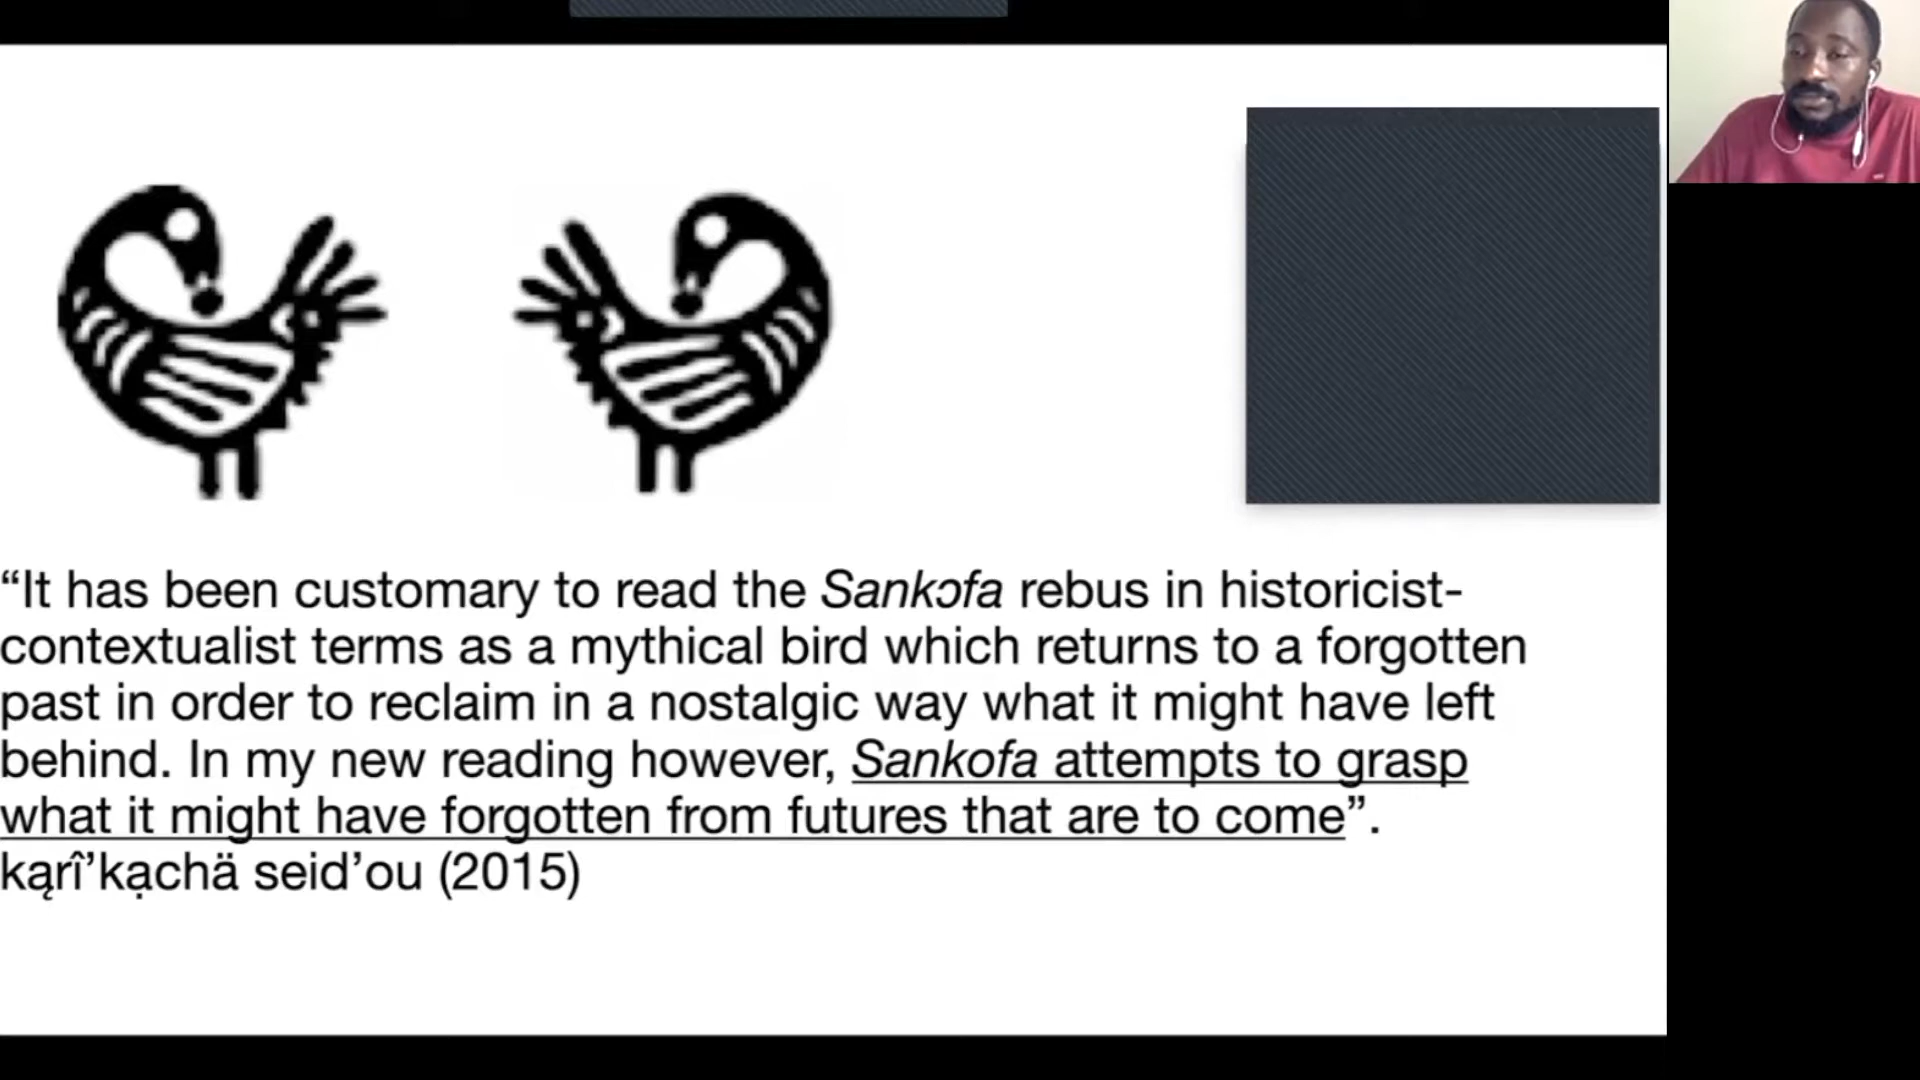 “It has been customary to read the Sankɔfa rebus in historicist-
contextualist terms as a mythical bird which returns to a forgotten
past in order to reclaim in a nostalgic way what it might have left
behind. In my new reading however, Sankofa attempts to grasp
what it might have forgotten from futures that are to come”.
kąrî’kạchä seid’ou (2015)